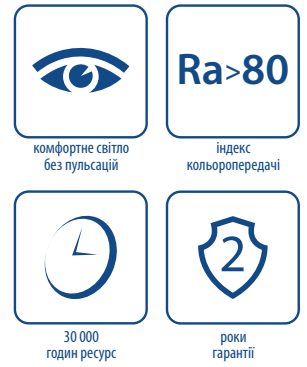 Ra>80
комфортне світло
без пульсацій
індекс
кольоропередачі
2
30 000
годин ресурс
роки
гарантії